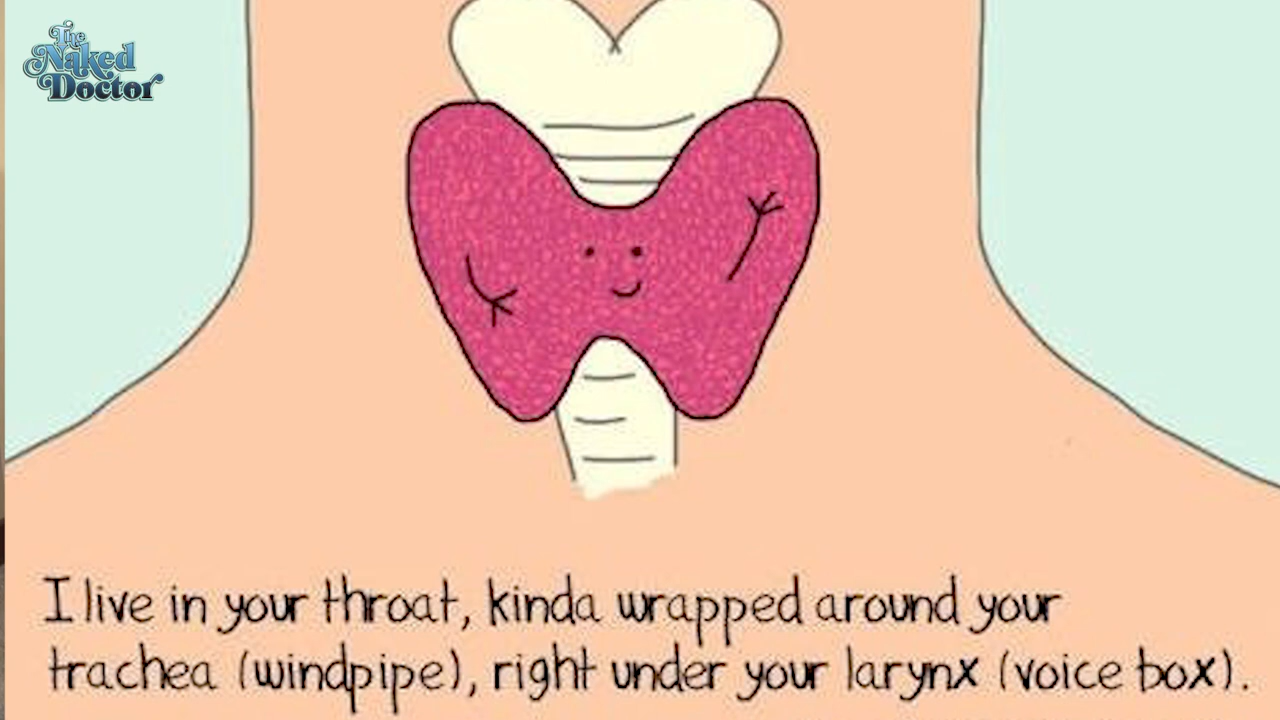 The
Naked
Doctor
I live in your throat, kinda wrapped around your
trachea (windpipe), right under your larynx (voice box).